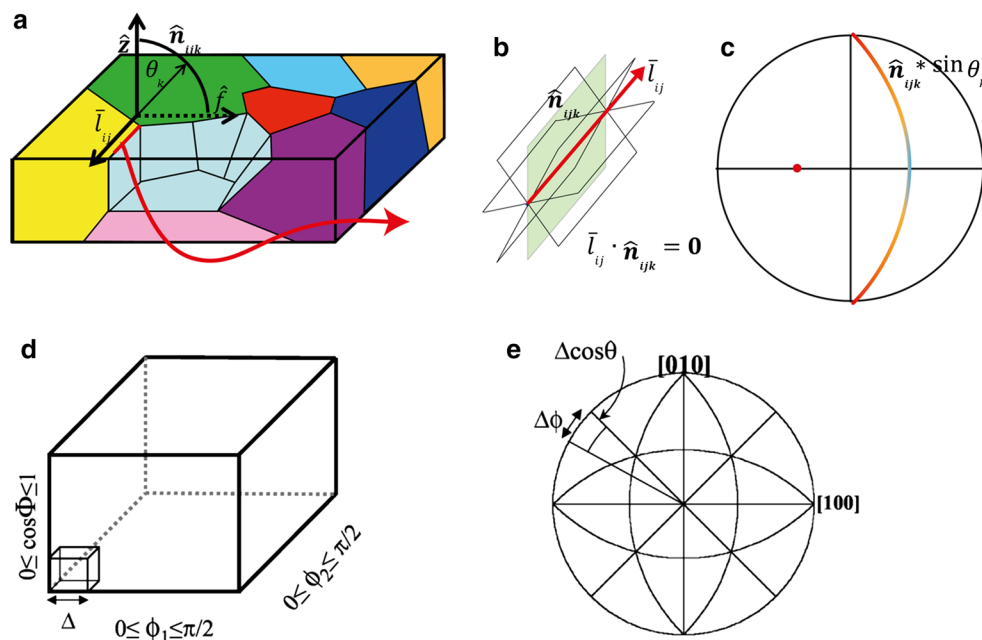 a
ẑ
n̂ijk
θk
f̂
l̄ij
b
n̂ijk
l̄ij
l̄ij · n̂ijk = 0
c
n̂ijk * sin θk
d
0≤ cosΦ≤1
Δ
0≤ ϕ1≤π/2
0≤ ϕ2≤ π/2
e
Δcosθ
[010]
Δϕ
[100]